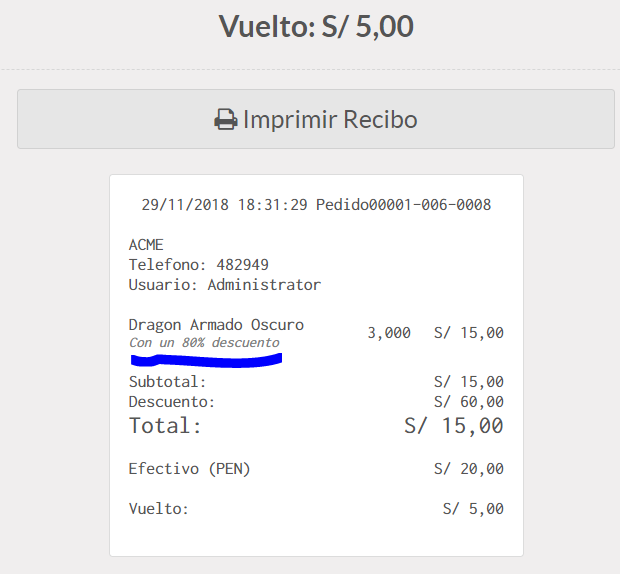 Vuelto: S/ 5,00
Imprimir Recibo
29/11/2018 18:31:29 Pedido00001-006-0008
ACME
Telefono: 482949
Usuario: Administrator
Dragon Armado Oscuro 3,000 S/ 15,00
Con un 80% descuento
Subtotal: S/ 15,00
Descuento: S/ 60,00
Total: S/ 15,00
Efectivo (PEN) S/ 20,00
Vuelto: S/ 5,00